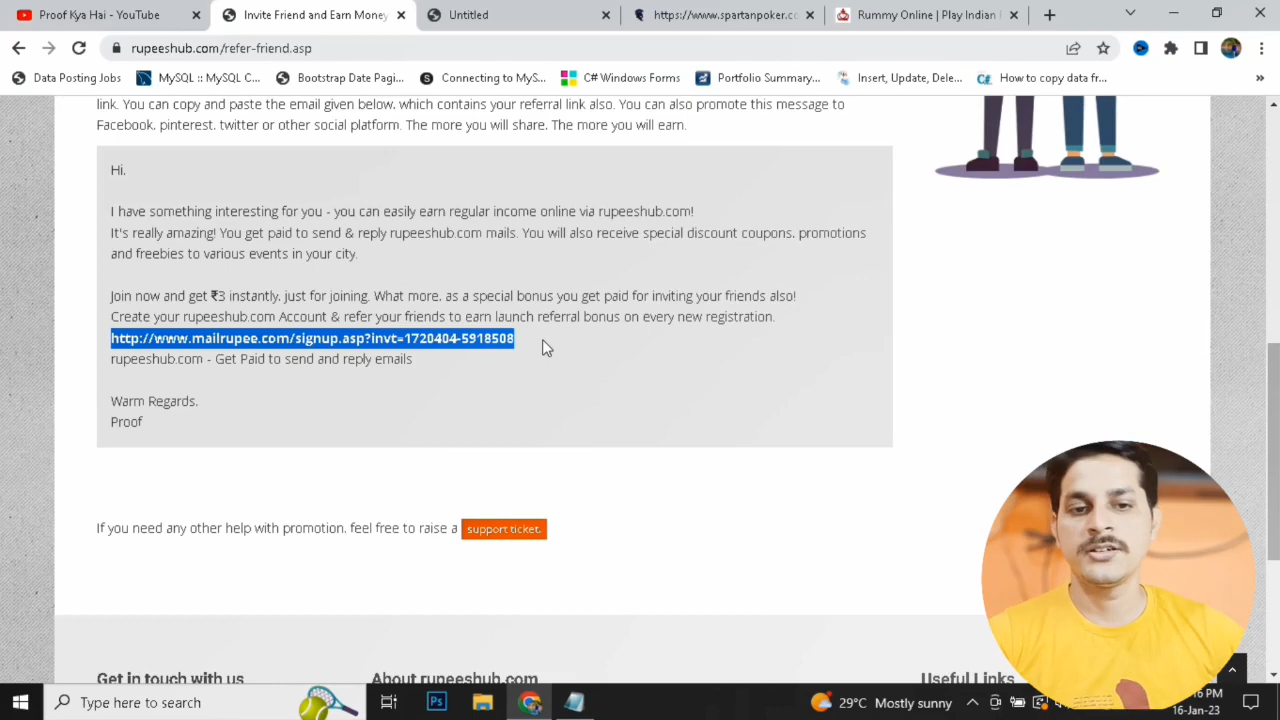 Proof Kya Hai - YouTube
Invite Friend and Earn Money
Untitled
https://www.spartanpoker.co
Rummy Online | Play Indian
rupeeshub.com/refer-friend.asp
Data Posting Jobs
MySQL :: MySQL C...
Bootstrap Date Pagi...
Connecting to MyS...
C# Windows Forms
Portfolio Summary...
Insert, Update, Dele...
How to copy data fr...
link. You can copy and paste the email given below, which contains your referral link also. You can also promote this message to
Facebook, pinterest, twitter or other social platform. The more you will share, The more you will earn.
Hi,
I have something interesting for you - you can easily earn regular income online via rupeeshub.com!
It's really amazing! You get paid to send & reply rupeeshub.com mails. You will also receive special discount coupons, promotions
and freebies to various events in your city.
Join now and get ₹3 instantly, just for joining. What more, as a special bonus you get paid for inviting your friends also!
Create your rupeeshub.com Account & refer your friends to earn launch referral bonus on every new registration.
http://www.mailrupee.com/signup.asp?invt=1720404-5918508
rupeeshub.com - Get Paid to send and reply emails
Warm Regards,
Proof
If you need any other help with promotion, feel free to raise a support ticket.
Get in touch with us
About rupeeshub.com
Useful Links
Type here to search
29°C Mostly sunny
16 PM
16-Jan-23